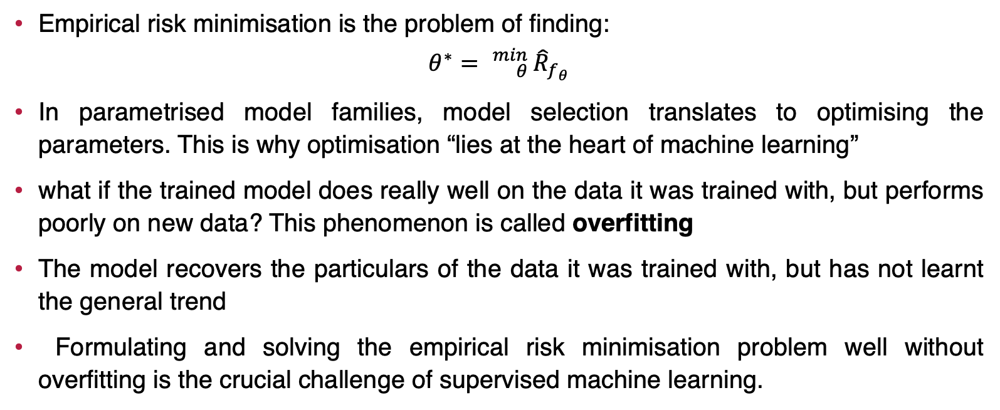 • Empirical risk minimisation is the problem of finding:
θ* = min θ R̂_{f_θ}
• In parametrised model families, model selection translates to optimising the
parameters. This is why optimisation “lies at the heart of machine learning”
• what if the trained model does really well on the data it was trained with, but performs
poorly on new data? This phenomenon is called overfitting
• The model recovers the particulars of the data it was trained with, but has not learnt
the general trend
• Formulating and solving the empirical risk minimisation problem well without
overfitting is the crucial challenge of supervised machine learning.